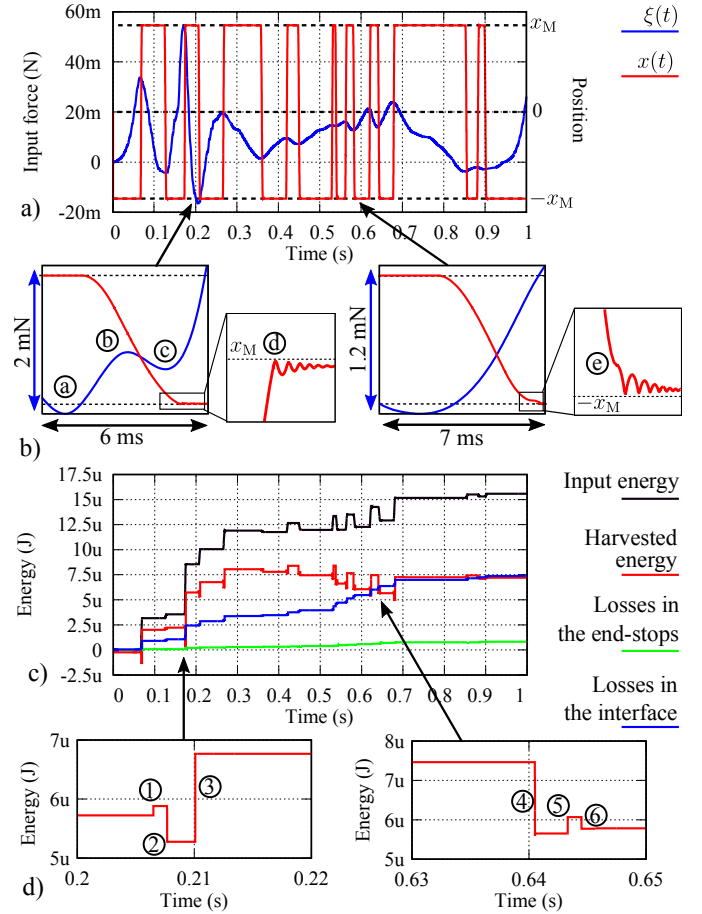 a)
60m
40m
20m
0
-20m
Input force (N)
x_M
0
−x_M
Position
ξ(t)
x(t)
0 0.1 0.2 0.3 0.4 0.5 0.6 0.7 0.8 0.9 1
Time (s)
b)
2 mN
a
b
c
6 ms
x_M
d
1.2 mN
7 ms
e
−x_M
c)
17.5u
15u
12.5u
10u
7.5u
5u
2.5u
0
-2.5u
Energy (J)
0 0.1 0.2 0.3 0.4 0.5 0.6 0.7 0.8 0.9 1
Time (s)
Input energy
Harvested
energy
Losses in
the end-stops
Losses in
the interface
d)
7u
6u
5u
Energy (J)
1
2
3
0.2 0.21 0.22
Time (s)
8u
7u
6u
5u
Energy (J)
4 5 6
0.63 0.64 0.65
Time (s)